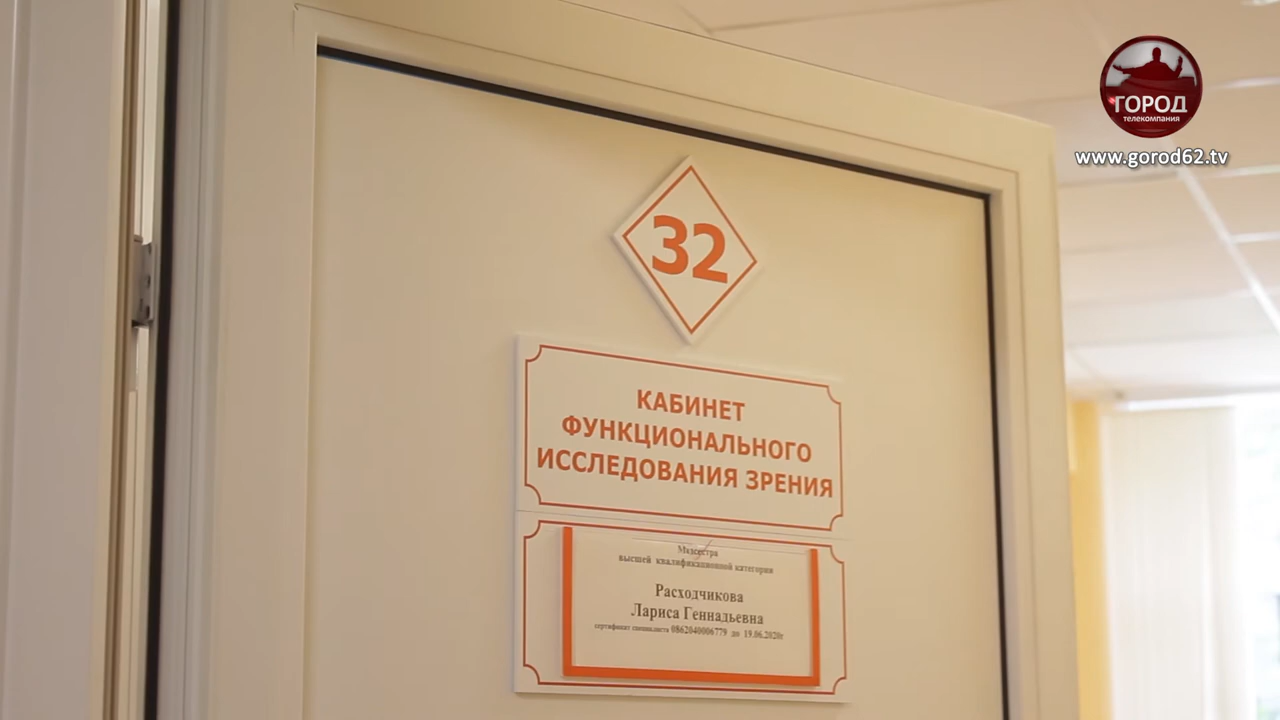 ГОРОД
телекомпания
www.gorod62.tv
32
КАБИНЕТ
ФУНКЦИОНАЛЬНОГО
ИССЛЕДОВАНИЯ ЗРЕНИЯ
Медсестра
высшей квалификационной категории
Расходчикова
Лариса Геннадьевна
сертификат специалиста 0862040006779 до 19.06.2020г